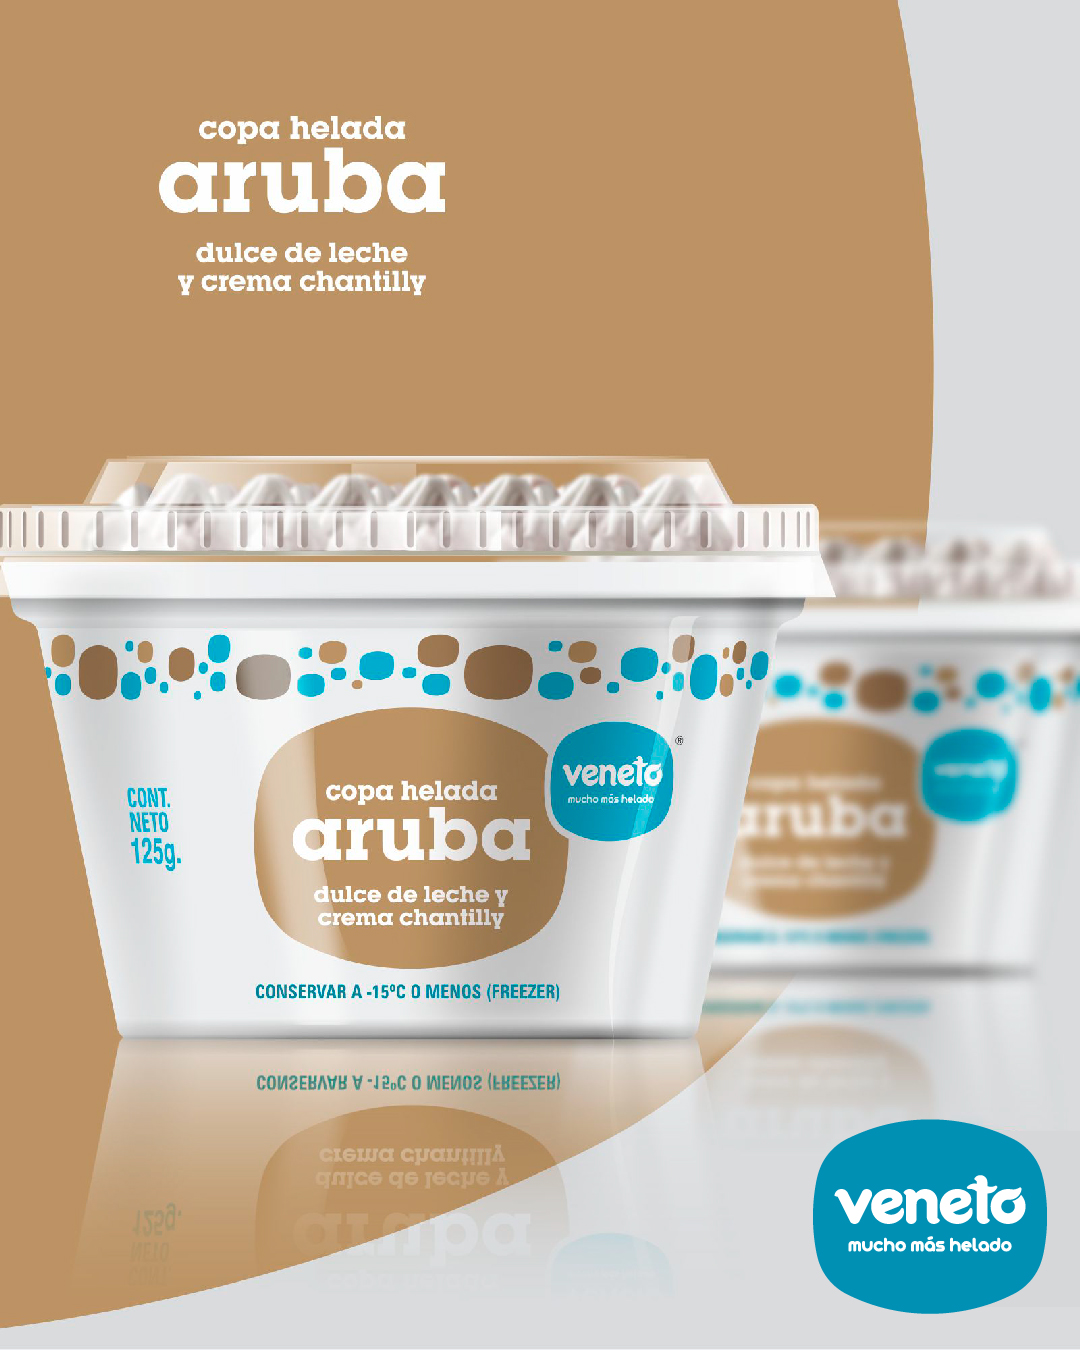 copa helada
aruba
dulce de leche
y crema chantilly
CONT.
NETO
125g.
copa helada
aruba
dulce de leche y
crema chantilly
veneto
mucho más helado
®
CONSERVAR A -15ºC O MENOS (FREEZER)
aruba
veneto
mucho más helado